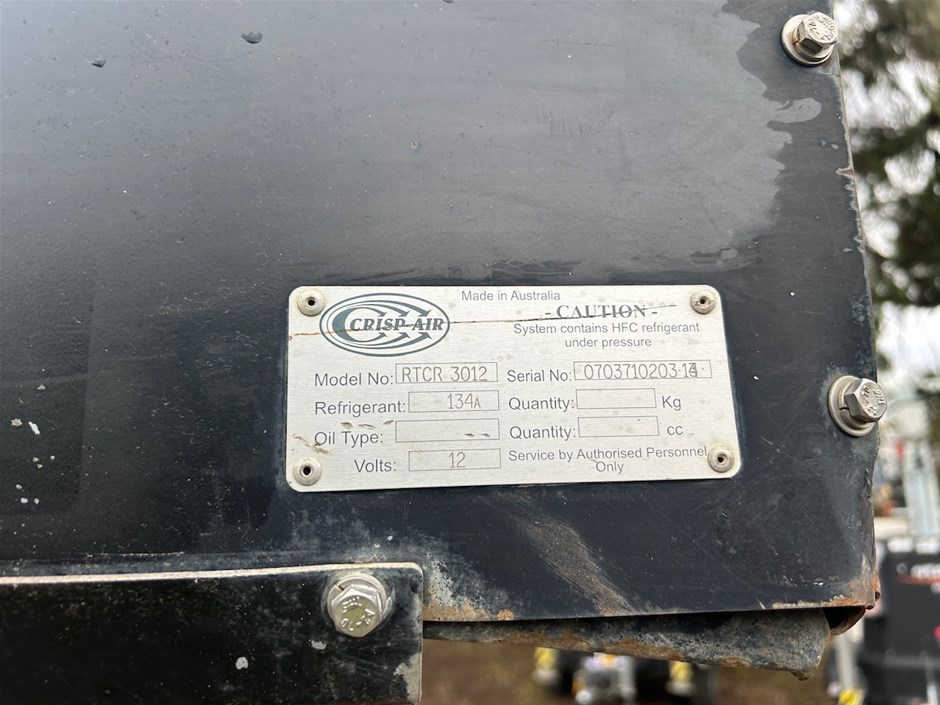 Made in Australia
CRISP-AIR
- CAUTION -
System contains HFC refrigerant
under pressure
Model No: RTCR 3012 Serial No:
Refrigerant: 134A Quantity: Kg
Oil Type: Quantity: cc
Volts: 12 Service by Authorised Personnel
Only